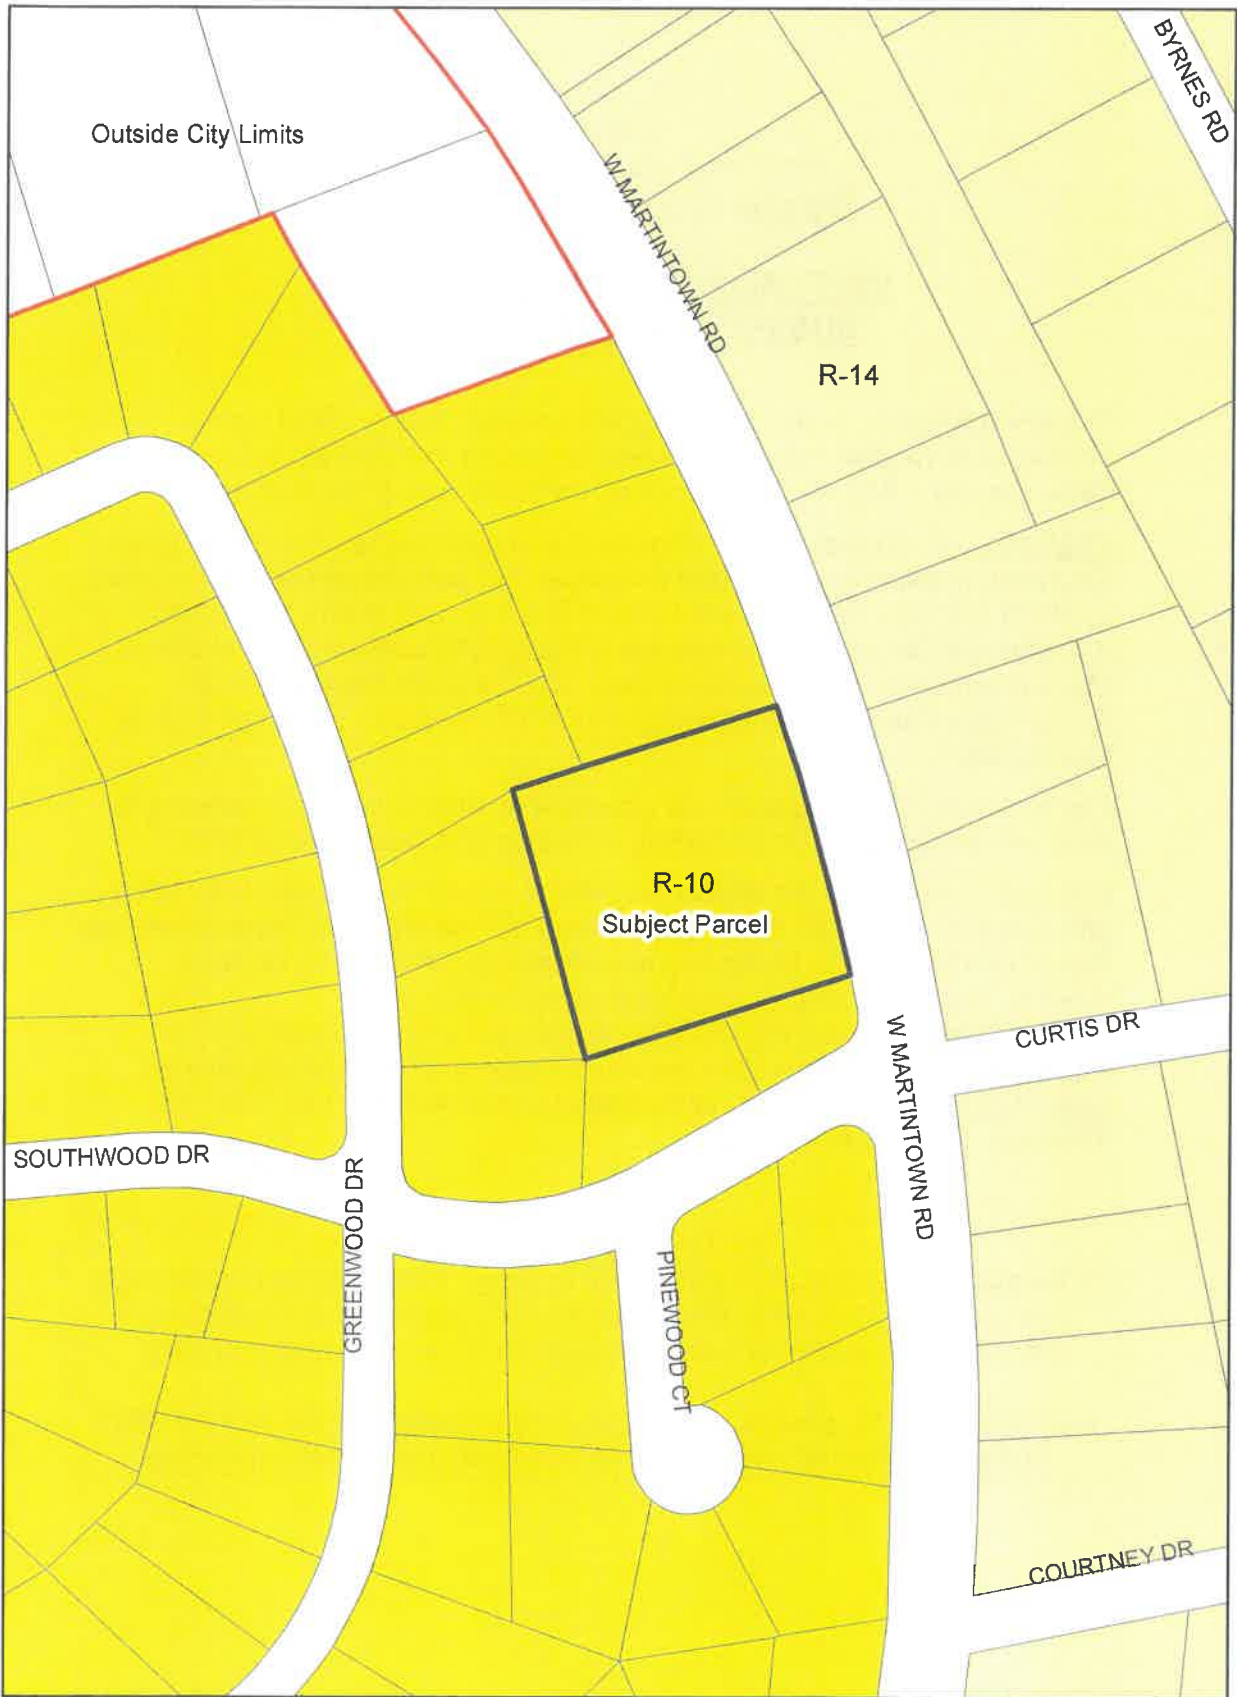 BYRNES RD
Outside City Limits
W MARTINTOWN RD
R-14
R-10
Subject Parcel
W MARTINTOWN RD
CURTIS DR
SOUTHWOOD DR
GREENWOOD DR
PINEWOOD CT
COURTNEY DR